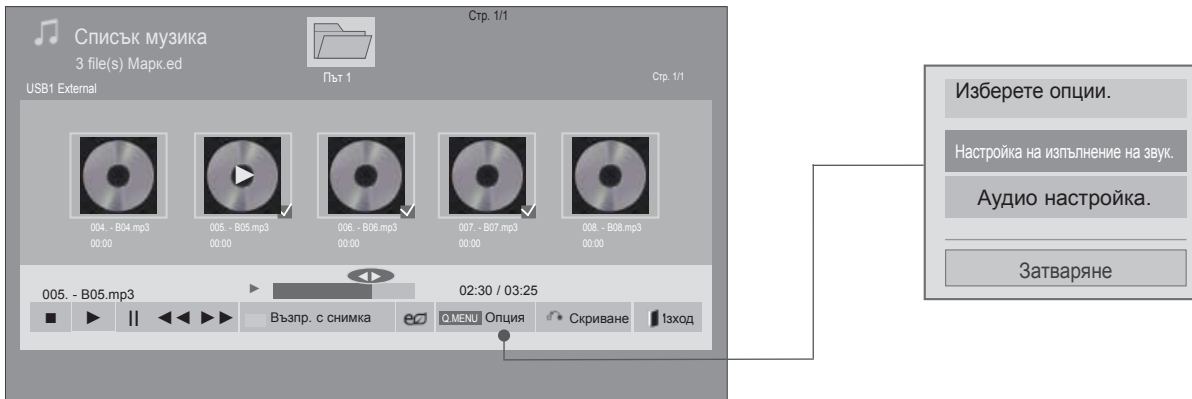 Стр. 1/1
Списък музика
3 file(s) Марк.ed
Път 1
Стр. 1/1
USB1 External
004. - B04.mp3
00:00
005. - B05.mp3
00:00
006. - B06.mp3
00:00
007. - B07.mp3
00:00
008. - B08.mp3
00:00
005. - B05.mp3
02:30 / 03:25
Възпр. с снимка
Q.MENU Опция
Скриване
1зход
Изберете опции.
Настройка на изпълнение на звук.
Аудио настройка.
Затваряне